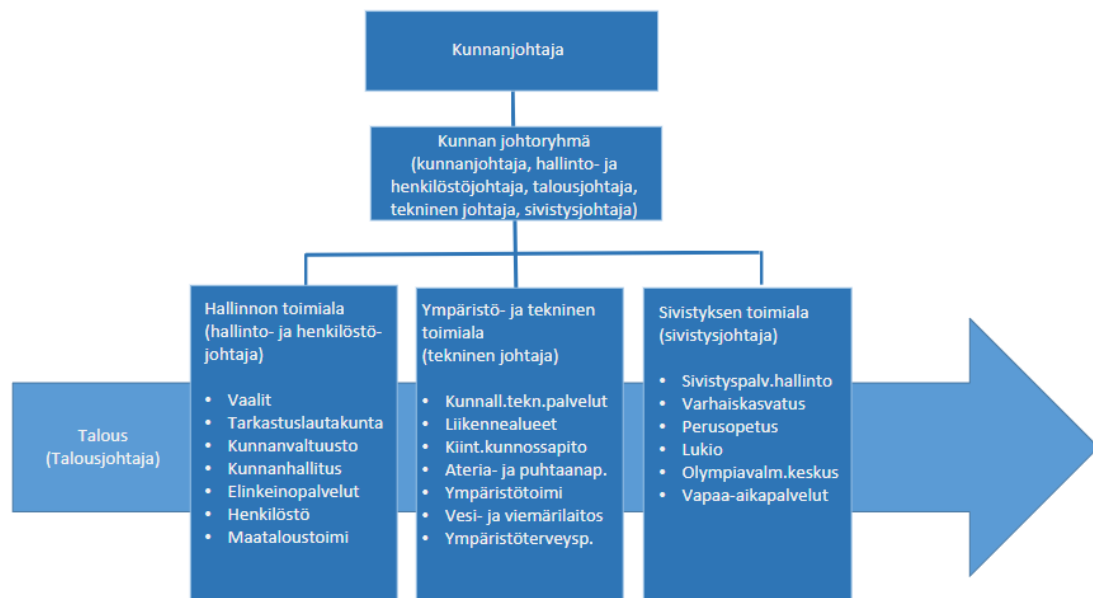 Kunnanjohtaja
Kunnan johtoryhmä
(kunnanjohtaja, hallinto- ja
henkilöstöjohtaja, talousjohtaja,
tekninen johtaja, sivistysjohtaja)
Talous
(Talousjohtaja)
Hallinnon toimiala
(hallinto- ja henkilöstö-
johtaja)
• Vaalit
• Tarkastuslautakunta
• Kunnanvaltuusto
• Kunnanhallitus
• Elinkeinopalvelut
• Henkilöstö
• Maataloustoimi
Ympäristö- ja tekninen
toimiala
(tekninen johtaja)
• Kunnall.tekn.palvelut
• Liikennealueet
• Kiint.kunnossapito
• Ateria- ja puhtaanap.
• Ympäristötoimi
• Vesi- ja viemärilaitos
• Ympäristöterveysp.
Sivistyksen toimiala
(sivistysjohtaja)
• Sivistyspalv.hallinto
• Varhaiskasvatus
• Perusopetus
• Lukio
• Olympiavalm.keskus
• Vapaa-aikapalvelut